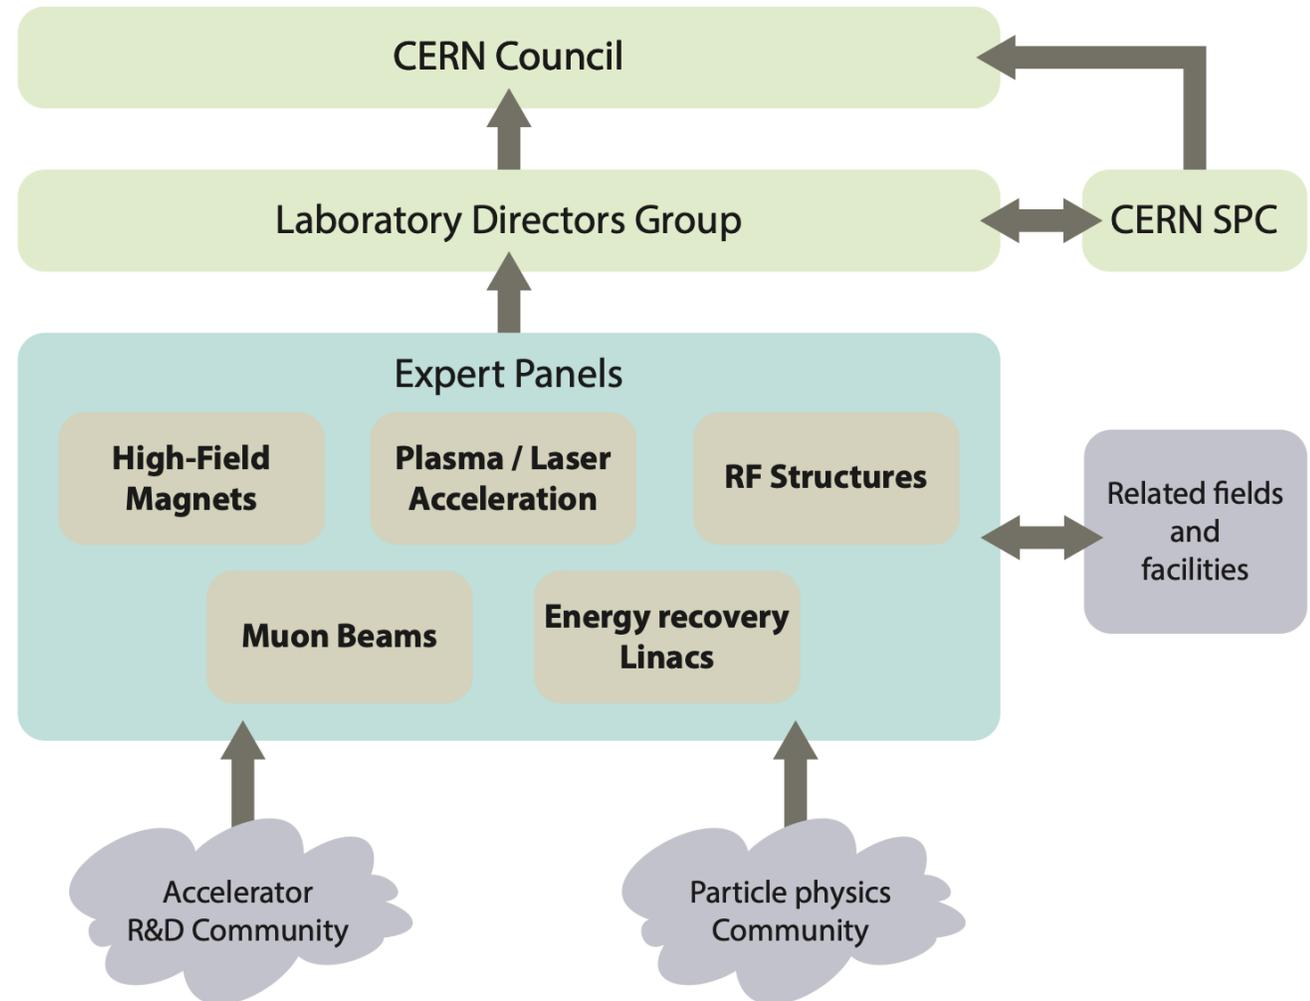 CERN Council
Laboratory Directors Group
CERN SPC
Expert Panels
High-Field
Magnets
Plasma / Laser
Acceleration
RF Structures
Muon Beams
Energy recovery
Linacs
Related fields
and
facilities
Accelerator
R&D Community
Particle physics
Community